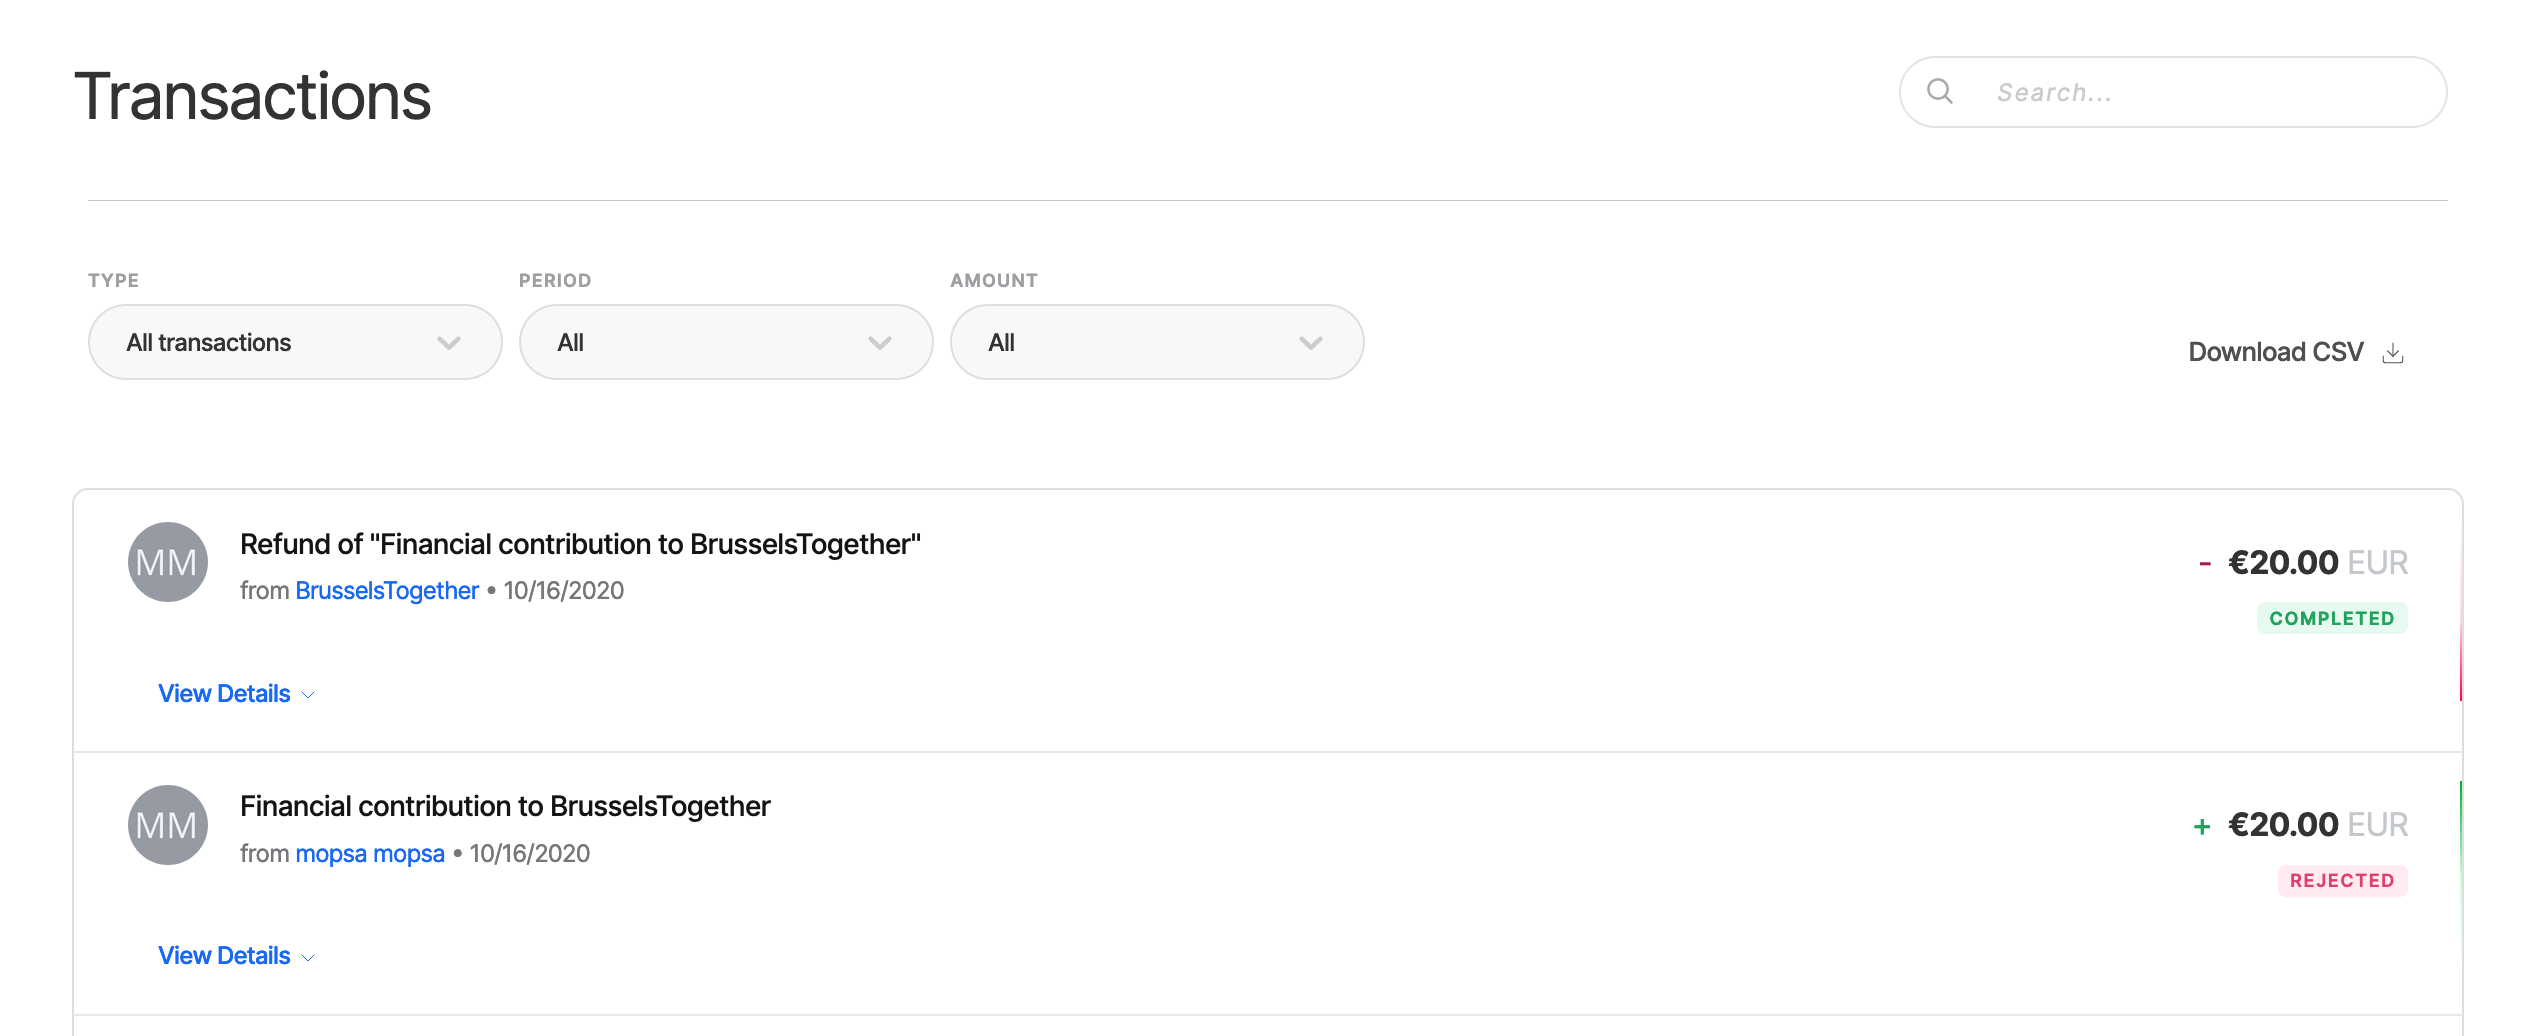 Transactions
Search...
TYPE
PERIOD
AMOUNT
All transactions
All
All
Download CSV
MM
Refund of "Financial contribution to BrusselsTogether"
from BrusselsTogether • 10/16/2020
- €20.00 EUR
COMPLETED
View Details
MM
Financial contribution to BrusselsTogether
from mopsa mopsa • 10/16/2020
+ €20.00 EUR
REJECTED
View Details